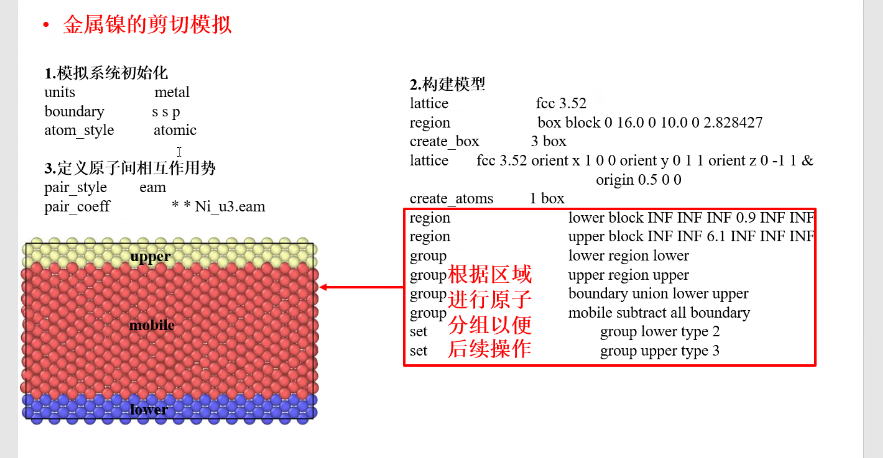 • 金属镍的剪切模拟
1.模拟系统初始化
units metal
boundary s s p
atom_style atomic
3.定义原子间相互作用势
pair_style eam
pair_coeff * * Ni_u3.eam
upper
mobile
lower
2.构建模型
lattice fcc 3.52
region box block 0 16.0 0 10.0 0 2.828427
create_box 3 box
lattice fcc 3.52 orient x 1 0 0 orient y 0 1 1 orient z 0 -1 1 &
origin 0.5 0 0
create_atoms 1 box
region lower block INF INF INF 0.9 INF INF
region upper block INF INF 6.1 INF INF INF
group lower region lower
group upper region upper
group boundary union lower upper
group mobile subtract all boundary
set group lower type 2
set group upper type 3
根据区域
进行原子
分组以便
后续操作